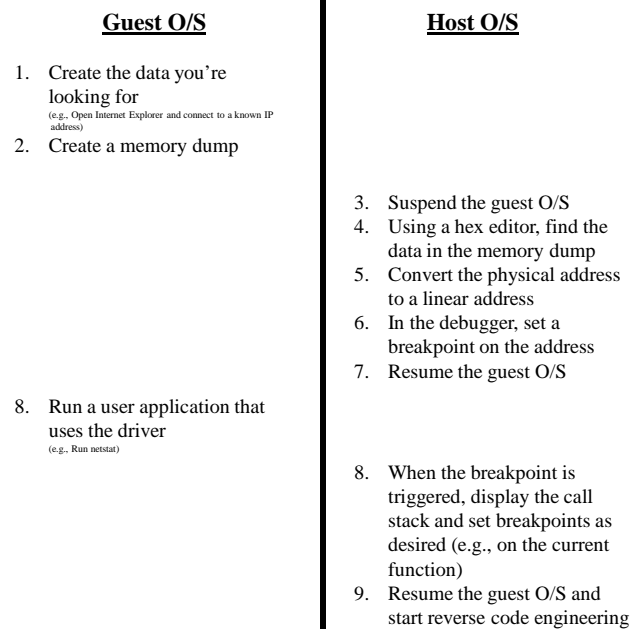 Guest O/S
1. Create the data you're
looking for
(e.g., Open Internet Explorer and connect to a known IP
address)
2. Create a memory dump
8. Run a user application that
uses the driver
(e.g., Run netstat)
Host O/S
3. Suspend the guest O/S
4. Using a hex editor, find the
data in the memory dump
5. Convert the physical address
to a linear address
6. In the debugger, set a
breakpoint on the address
7. Resume the guest O/S
8. When the breakpoint is
triggered, display the call
stack and set breakpoints as
desired (e.g., on the current
function)
9. Resume the guest O/S and
start reverse code engineering